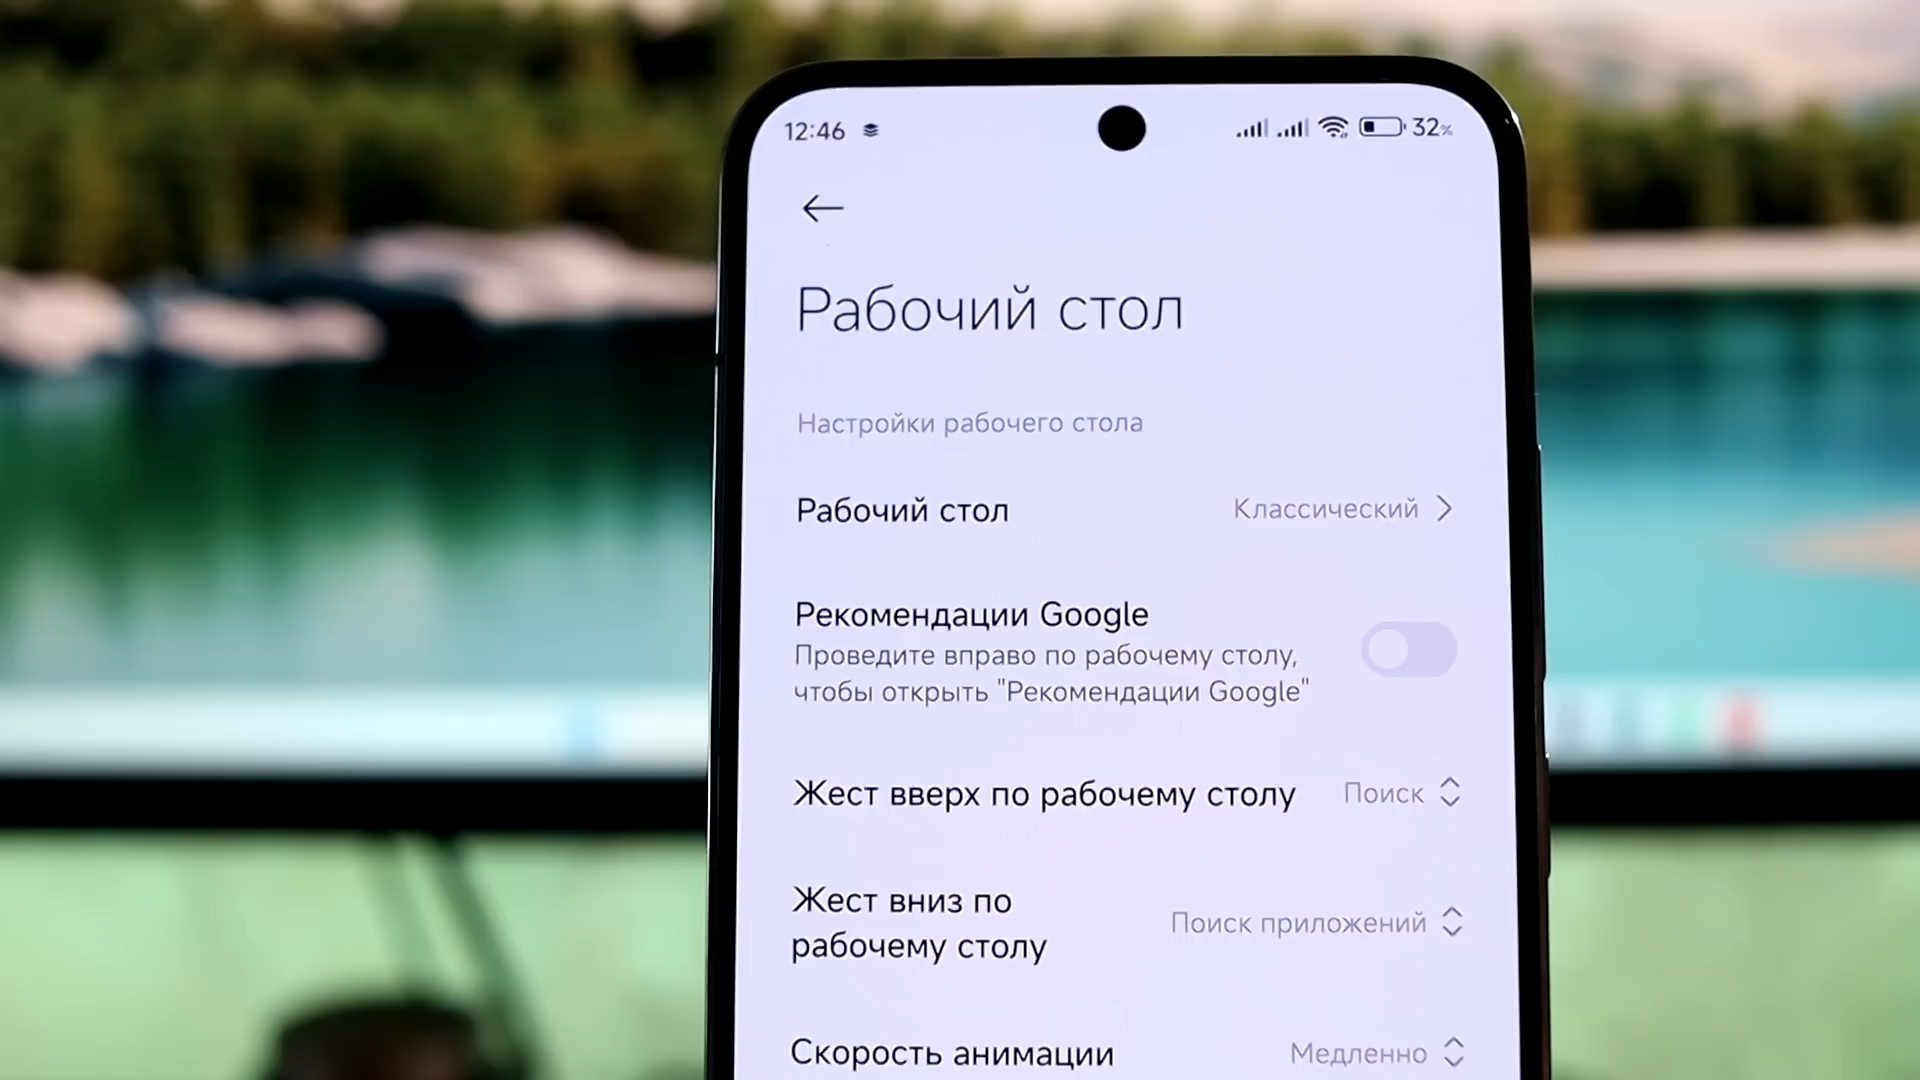 12:46 32%
Рабочий стол
Настройки рабочего стола
Рабочий стол Классический
Рекомендации Google
Проведите вправо по рабочему столу,
чтобы открыть "Рекомендации Google"
Жест вверх по рабочему столу Поиск
Жест вниз по
рабочему столу Поиск приложений
Скорость анимации Медленно